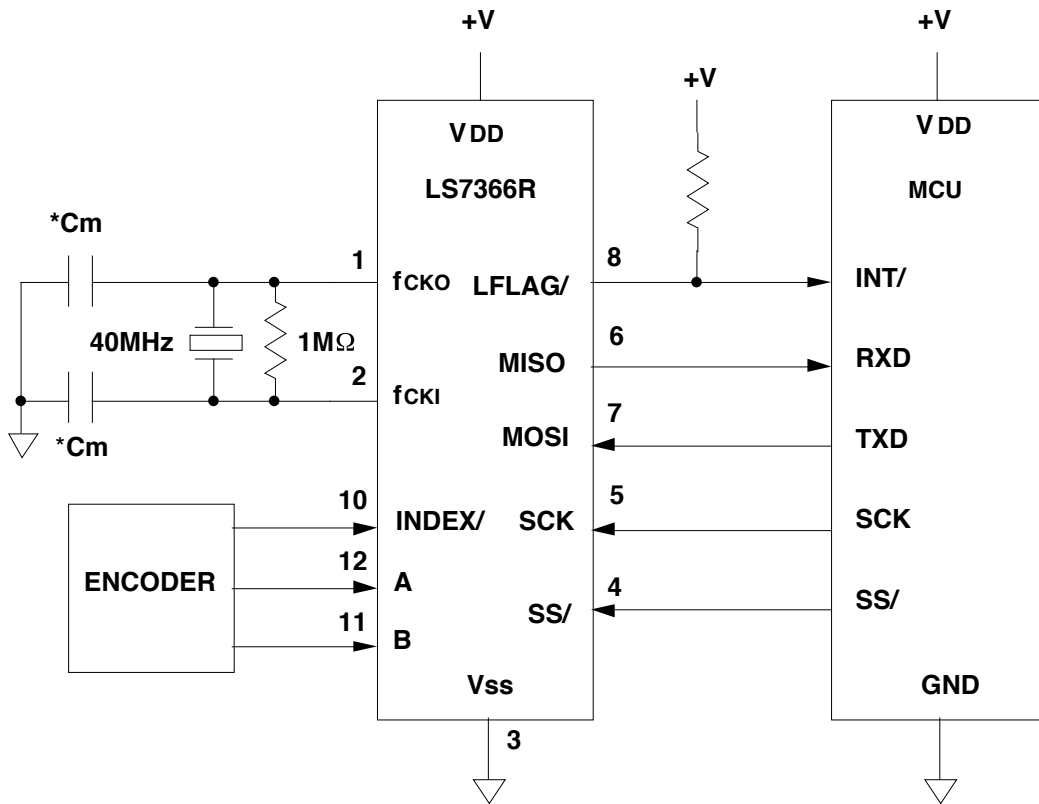 +V
+V
+V
VDD
LS7366R
VDD
MCU
*Cm
1
fCKO
8
LFLAG/
INT/
40MHz
1MΩ
6
MISO
RXD
2
fCKI
*Cm
7
MOSI
TXD
10
INDEX/
5
SCK
SCK
ENCODER
12
A
4
SS/
SS/
11
B
Vss
GND
3